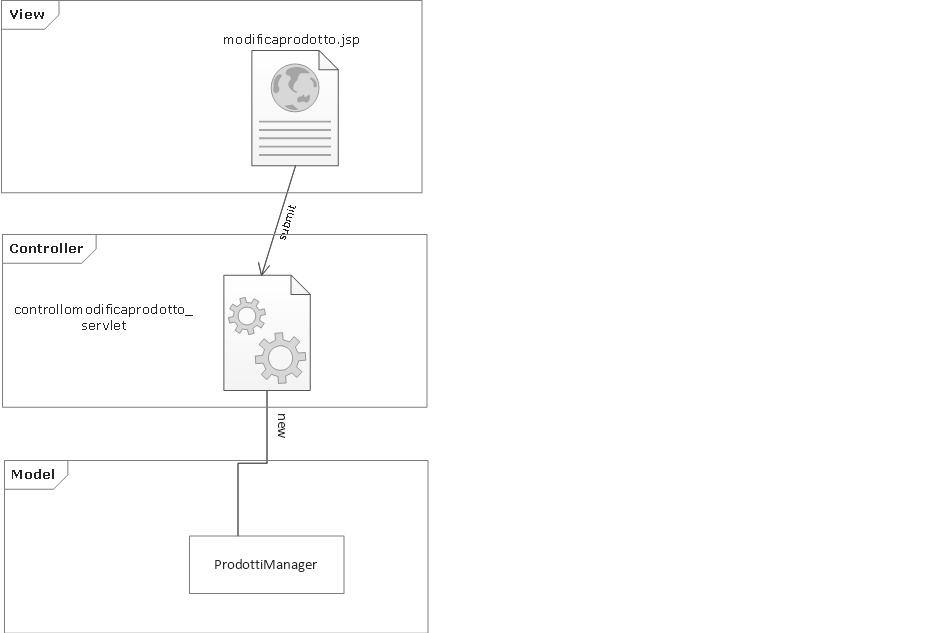 View
modificaprodotto.jsp
submit
Controller
controllomodificaprodotto_
servlet
new
Model
ProdottiManager